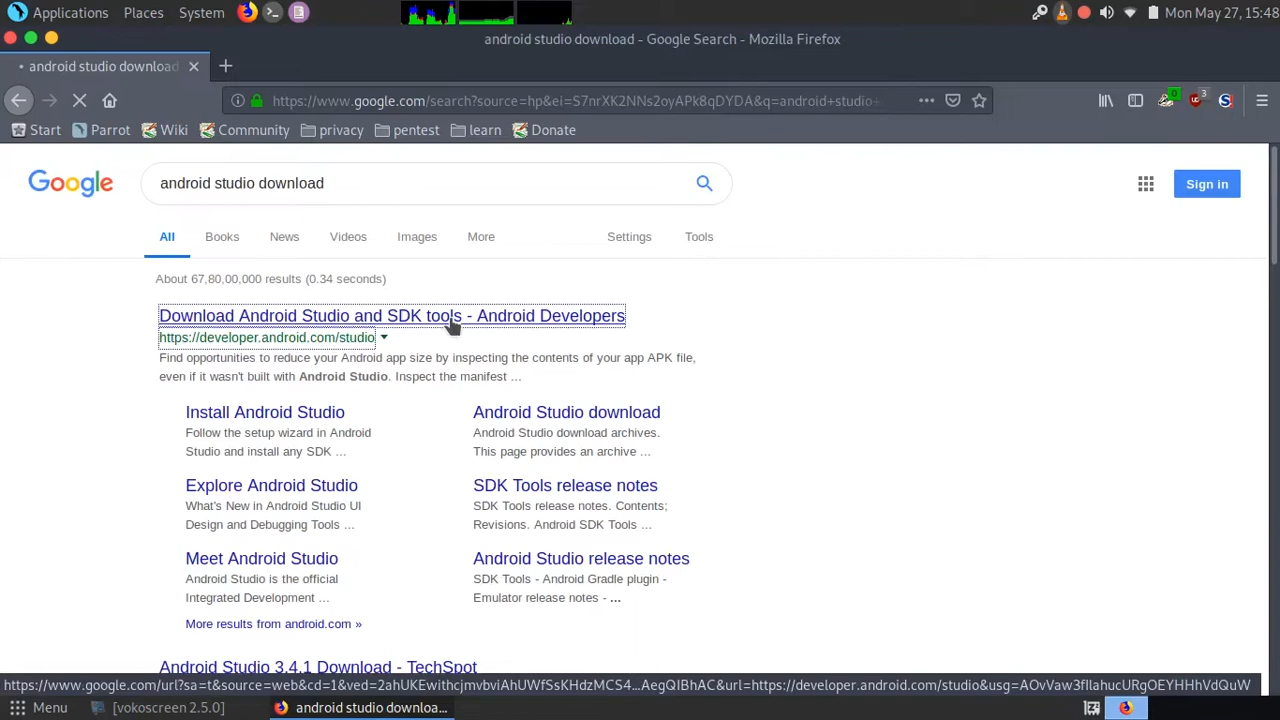 Applications Places System Mon May 27, 15:48
android studio download - Google Search - Mozilla Firefox
android studio download
https://www.google.com/search?source=hp&ei=S7nrXK2NNs2oyAPk8qDYDA&q=android+studio+ 0 3
Start Parrot Wiki Community privacy pentest learn Donate
Google android studio download Sign in
All Books News Videos Images More Settings Tools
About 67,80,00,000 results (0.34 seconds)
Download Android Studio and SDK tools - Android Developers
https://developer.android.com/studio
Find opportunities to reduce your Android app size by inspecting the contents of your app APK file,
even if it wasn't built with Android Studio. Inspect the manifest ...
Install Android Studio
Follow the setup wizard in Android
Studio and install any SDK ...
Android Studio download
Android Studio download archives.
This page provides an archive ...
Explore Android Studio
What's New in Android Studio UI
Design and Debugging Tools ...
SDK Tools release notes
SDK Tools release notes. Contents;
Revisions. Android SDK Tools ...
Meet Android Studio
Android Studio is the official
Integrated Development ...
Android Studio release notes
SDK Tools - Android Gradle plugin -
Emulator release notes - ...
More results from android.com »
Android Studio 3.4.1 Download - TechSpot
https://www.google.com/url?sa=t&source=web&cd=1&ved=2ahUKEwithcjmvbviAhUWfSsKHdzMCS4...AegQIBhAC&url=https://developer.android.com/studio&usg=AOvVaw3fIlahucURgOEYHHhVdQuW
Menu [vokoscreen 2.5.0] android studio downloa...